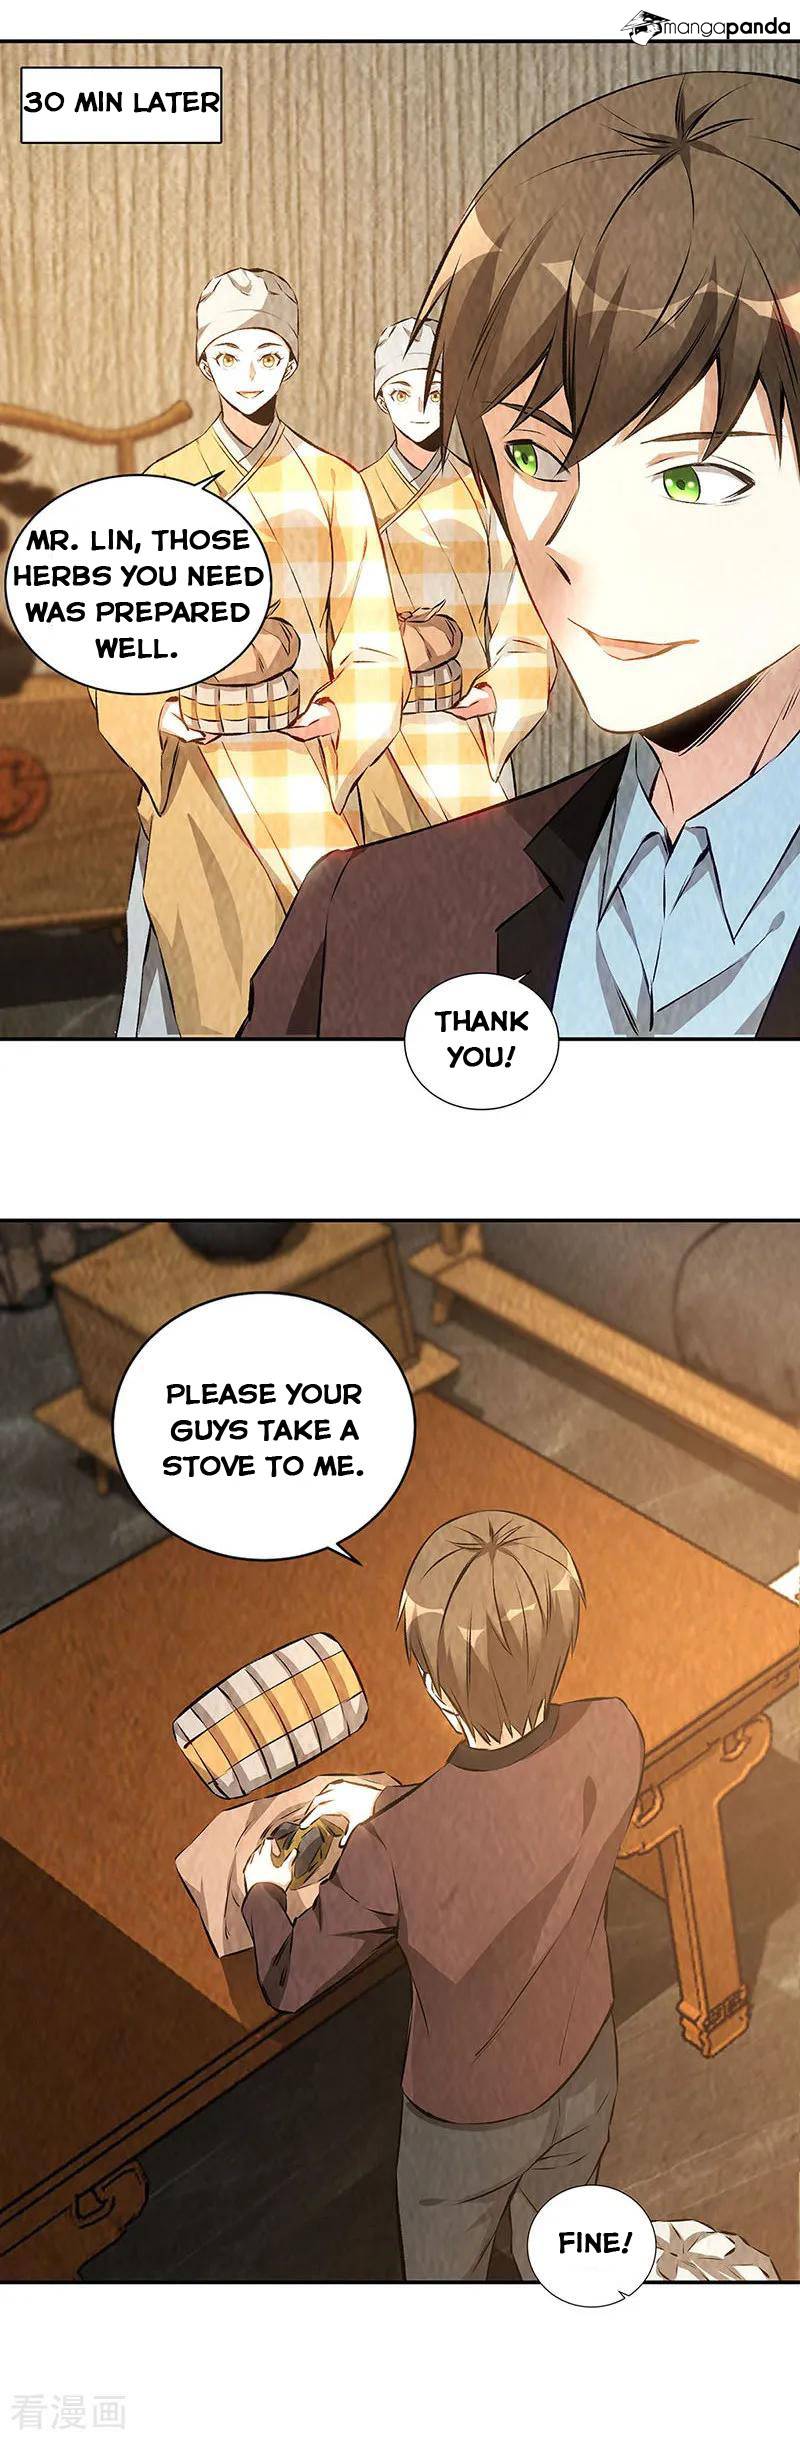 mangapanda
30 MIN LATER
MR. LIN, THOSE
HERBS YOU NEED
WAS PREPARED
WELL.
THANK
YOU!
PLEASE YOUR
GUYS TAKE A
STOVE TO ME.
FINE!
看漫画